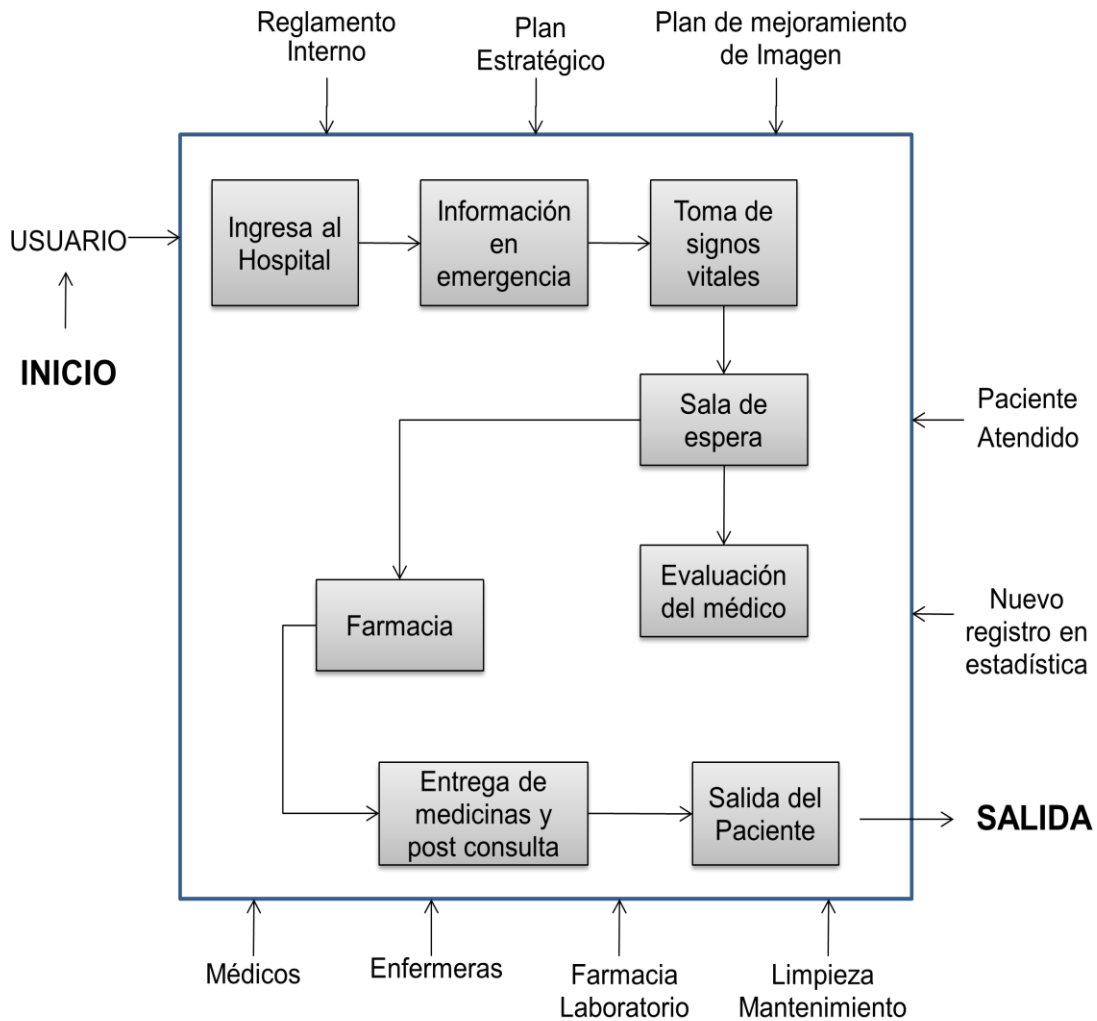 Reglamento
Interno
Plan
Estratégico
Plan de mejoramiento
de Imagen
USUARIO
INICIO
Ingresa al
Hospital
Información
en
emergencia
Toma de
signos
vitales
Sala de
espera
Evaluación
del médico
Farmacia
Entrega de
medicinas y
post consulta
Salida del
Paciente
Paciente
Atendido
Nuevo
registro en
estadística
SALIDA
Médicos
Enfermeras
Farmacia
Laboratorio
Limpieza
Mantenimiento